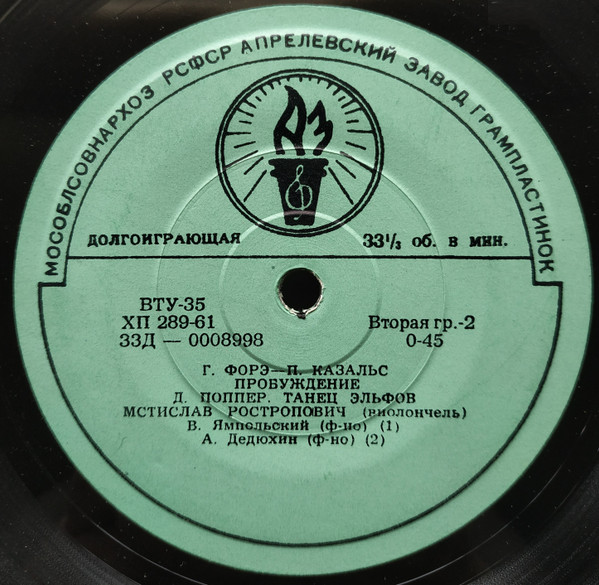 МОСОБЛСОВНАРХОЗ РСФСР АПРЕЛЕВСКИЙ ЗАВОД ГРАМПЛАСТИНОК
АЗ
ДОЛГОИГРАЮЩАЯ 33⅓ об. в мин.
ВТУ-35
ХП 289-61 Вторая гр.-2
33Д — 0008998 0-45
Г. ФОРЭ—П. КАЗАЛЬС
ПРОБУЖДЕНИЕ
Д. ПОППЕР. ТАНЕЦ ЭЛЬФОВ
МСТИСЛАВ РОСТРОПОВИЧ (виолончель)
В. Ямпольский (ф-но) (1)
А. Дедюхин (ф-но) (2)